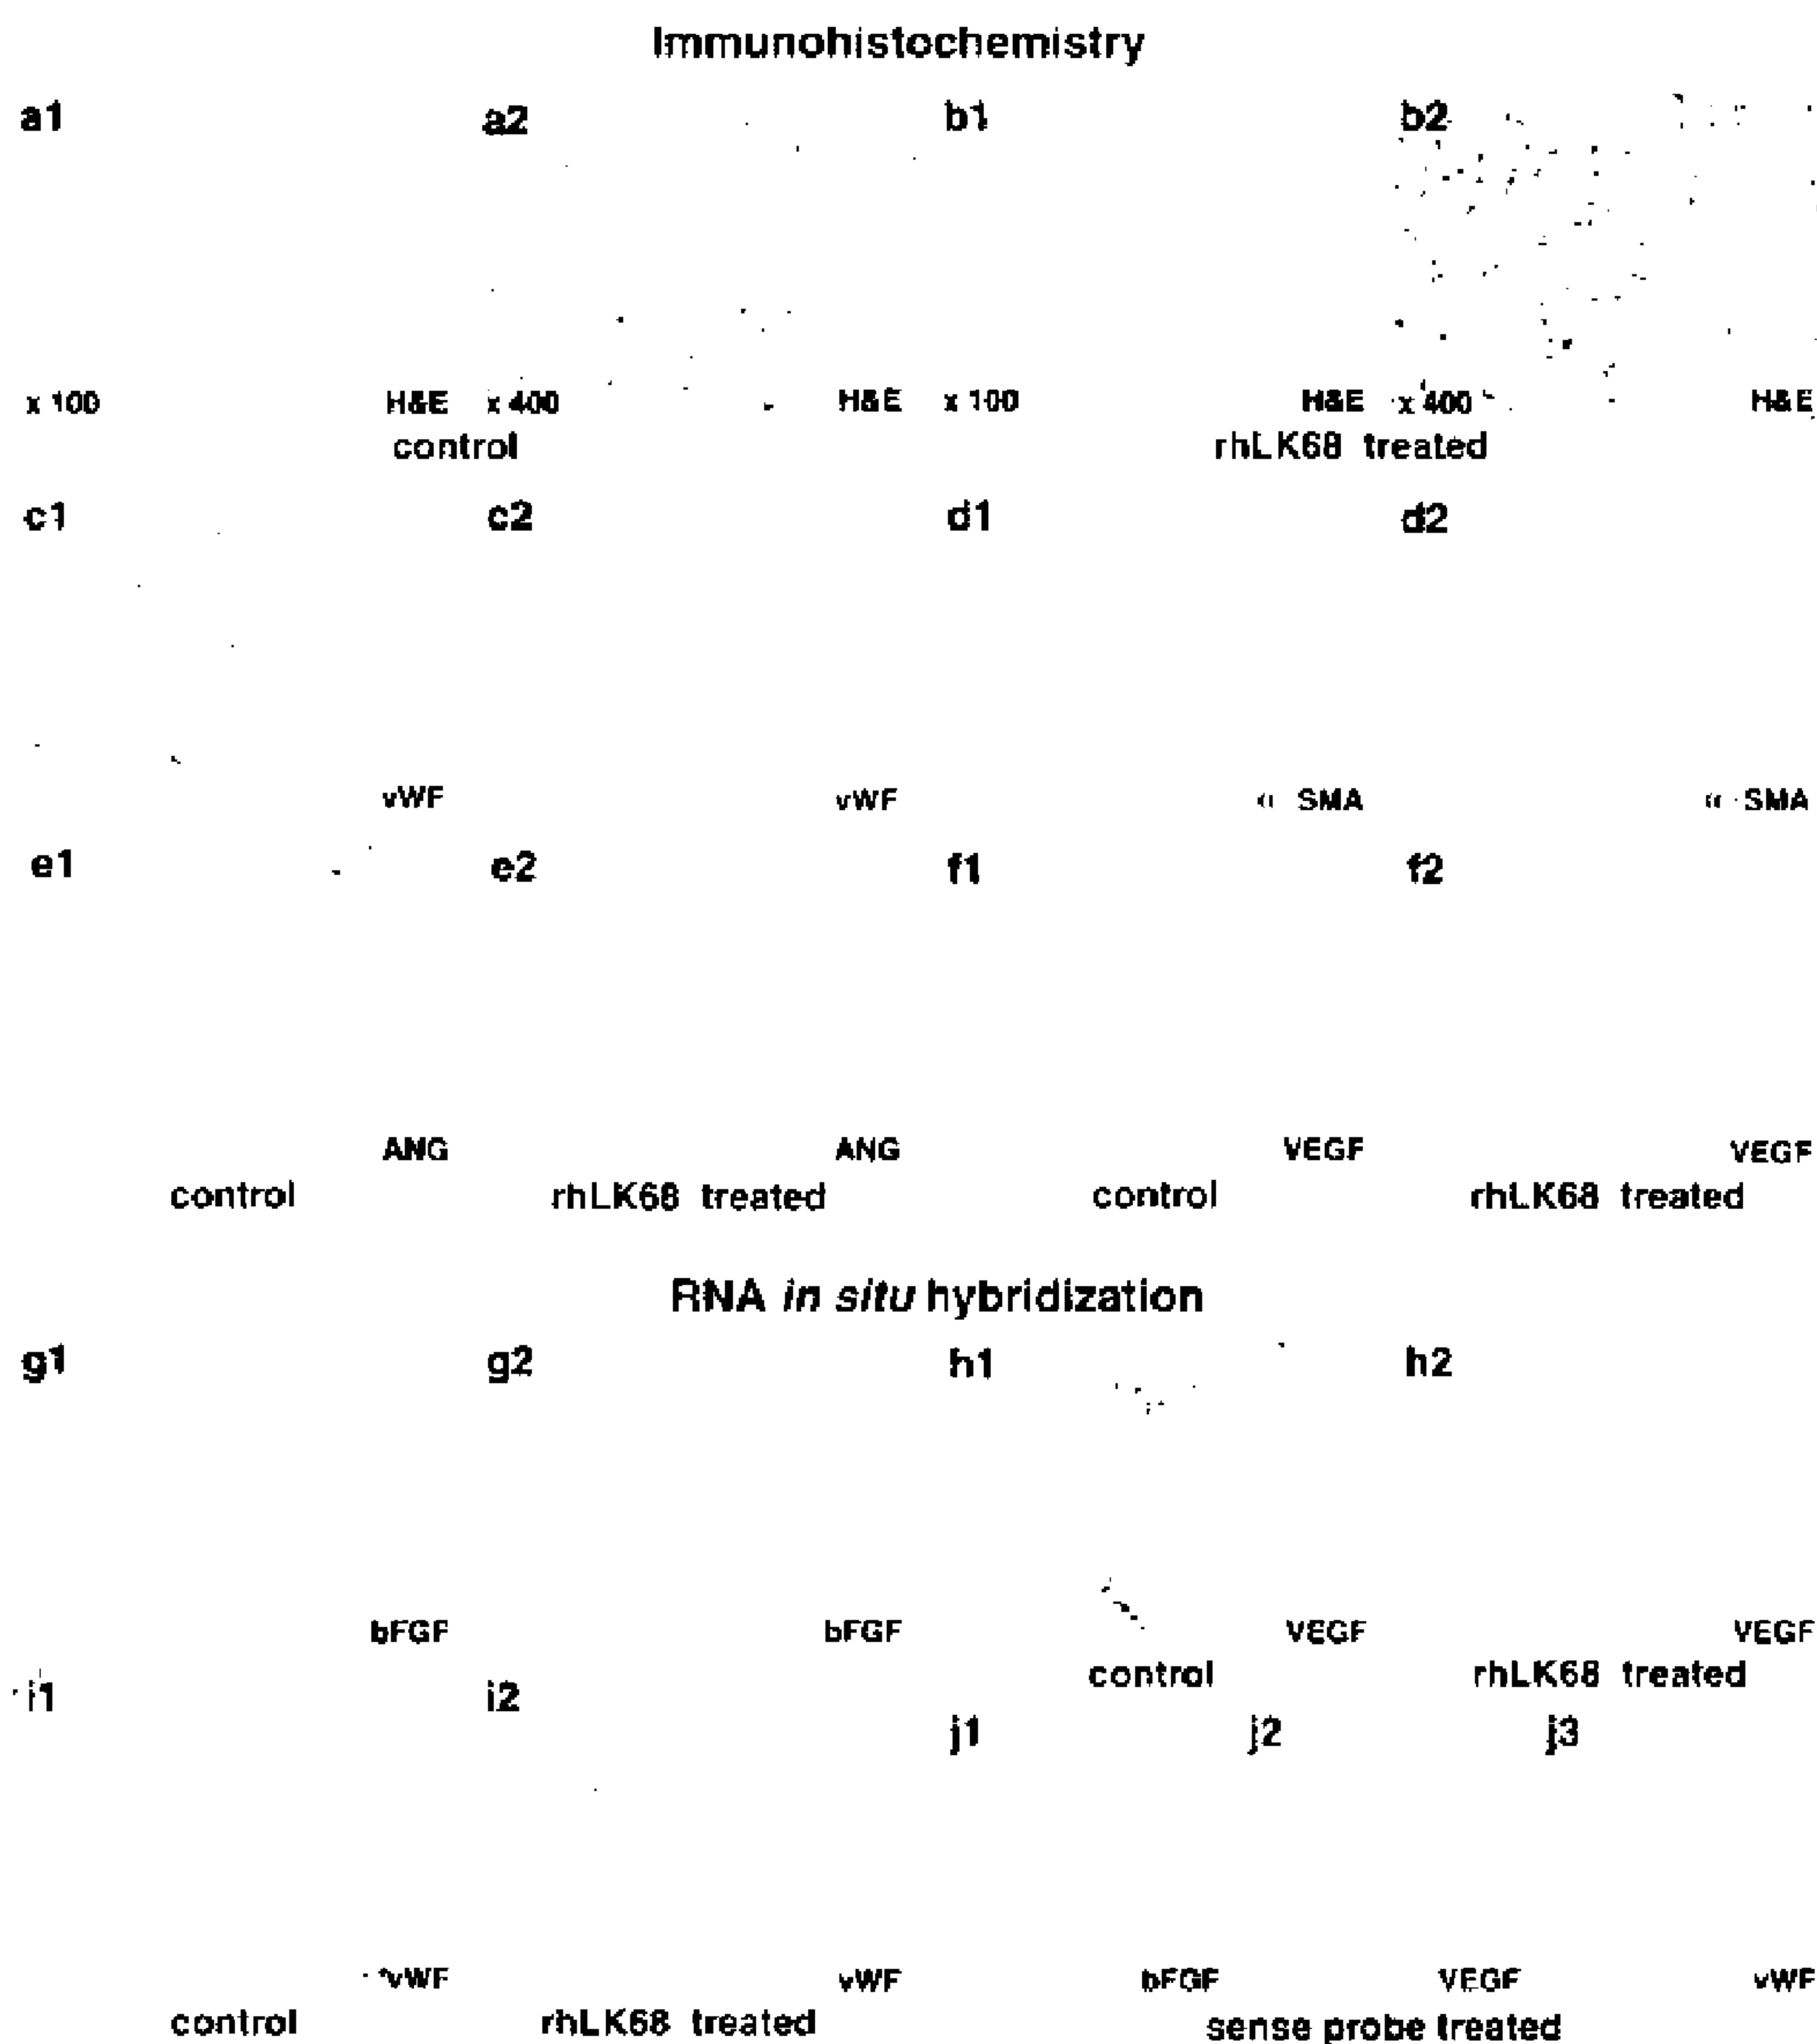 Immunohistochemistry
a1 a2 b1 b2
x 100 H&E x 400 H&E x 100 H&E x 400 H&E
control rhLK68 treated
c1 c2 d1 d2
vWF vWF α SMA α SMA
e1 e2 f1 f2
ANG ANG VEGF VEGF
control rhLK68 treated control rhLK68 treated
RNA in situ hybridization
g1 g2 h1 h2
bFGF bFGF VEGF VEGF
control rhLK68 treated
i1 i2
j1 j2 j3
vWF vWF bFGF VEGF vWF
control rhLK68 treated sense probe treated